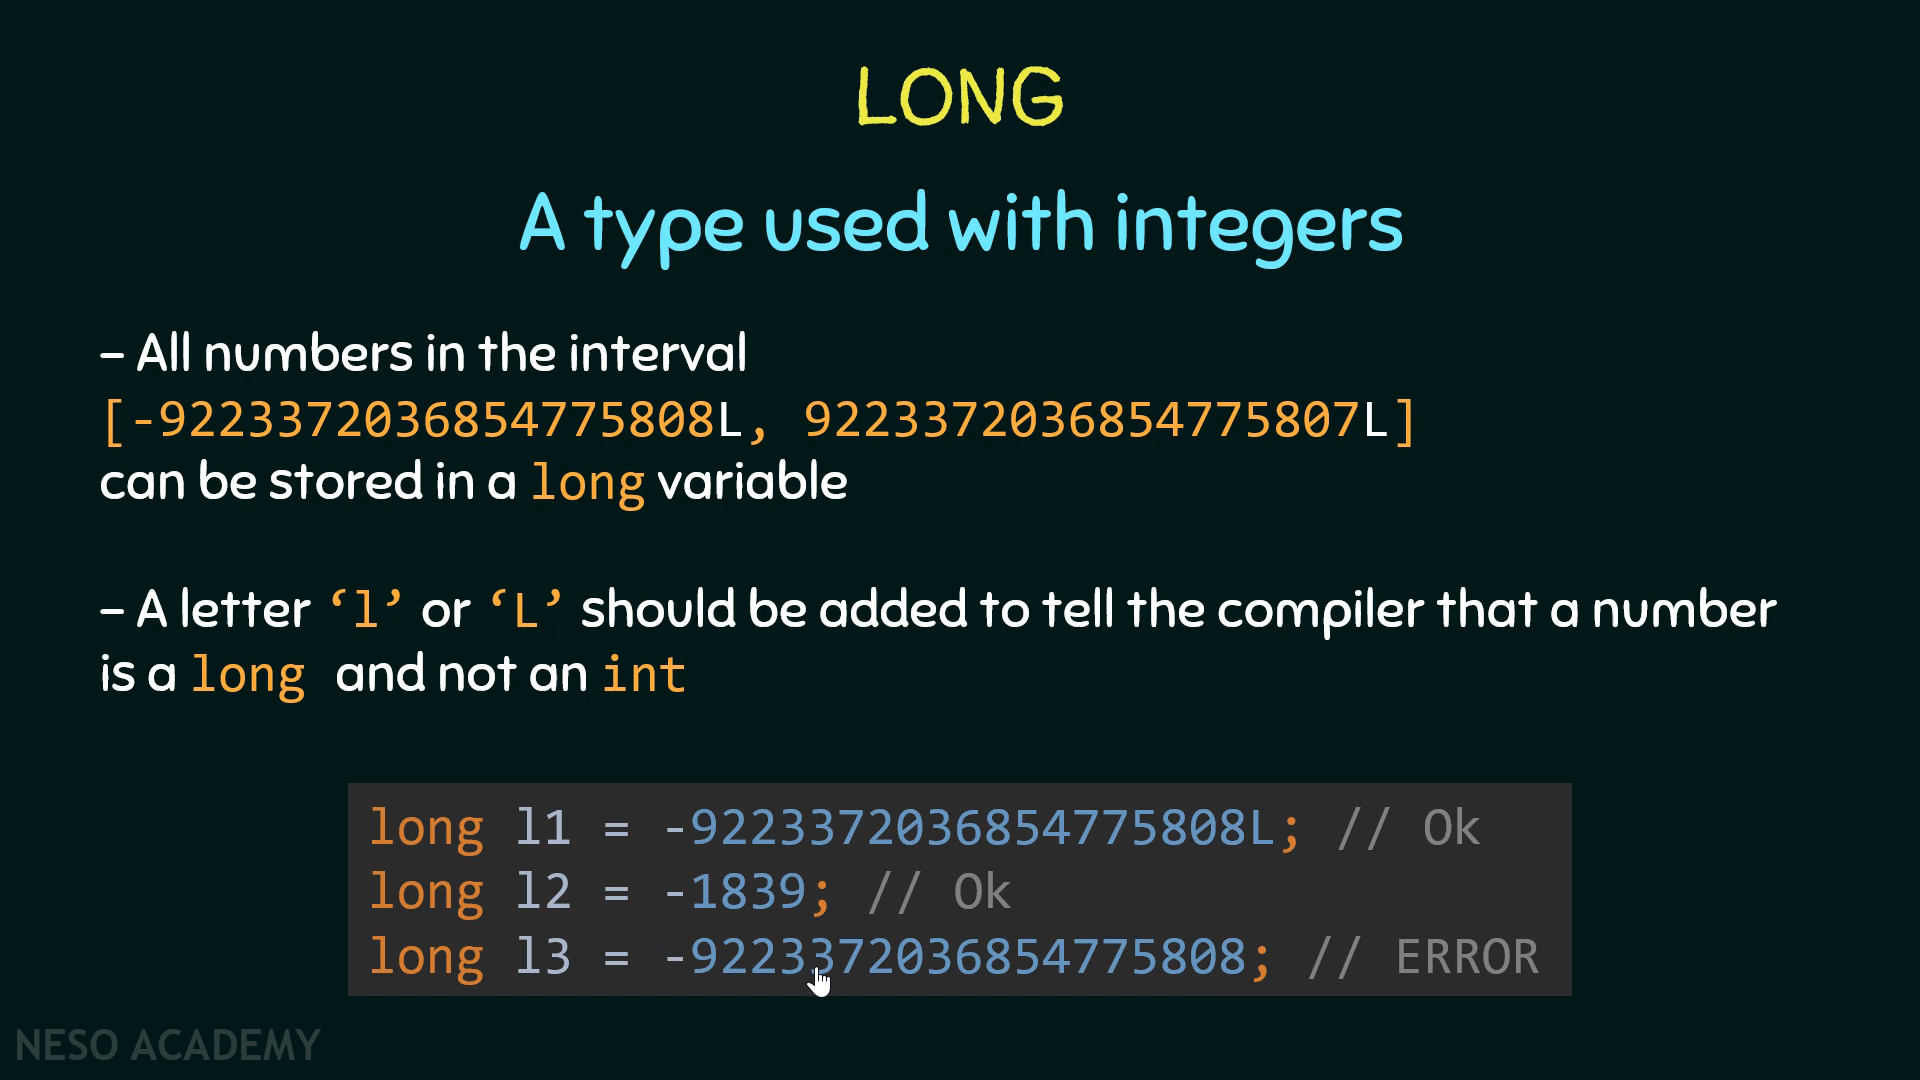 LONG
A type used with integers
– All numbers in the interval
[-9223372036854775808L, 9223372036854775807L]
can be stored in a long variable
– A letter ‘l’ or ‘L’ should be added to tell the compiler that a number
is a long and not an int
long l1 = -9223372036854775808L; // Ok
long l2 = -1839; // Ok
long l3 = -9223372036854775808; // ERROR
NESO ACADEMY